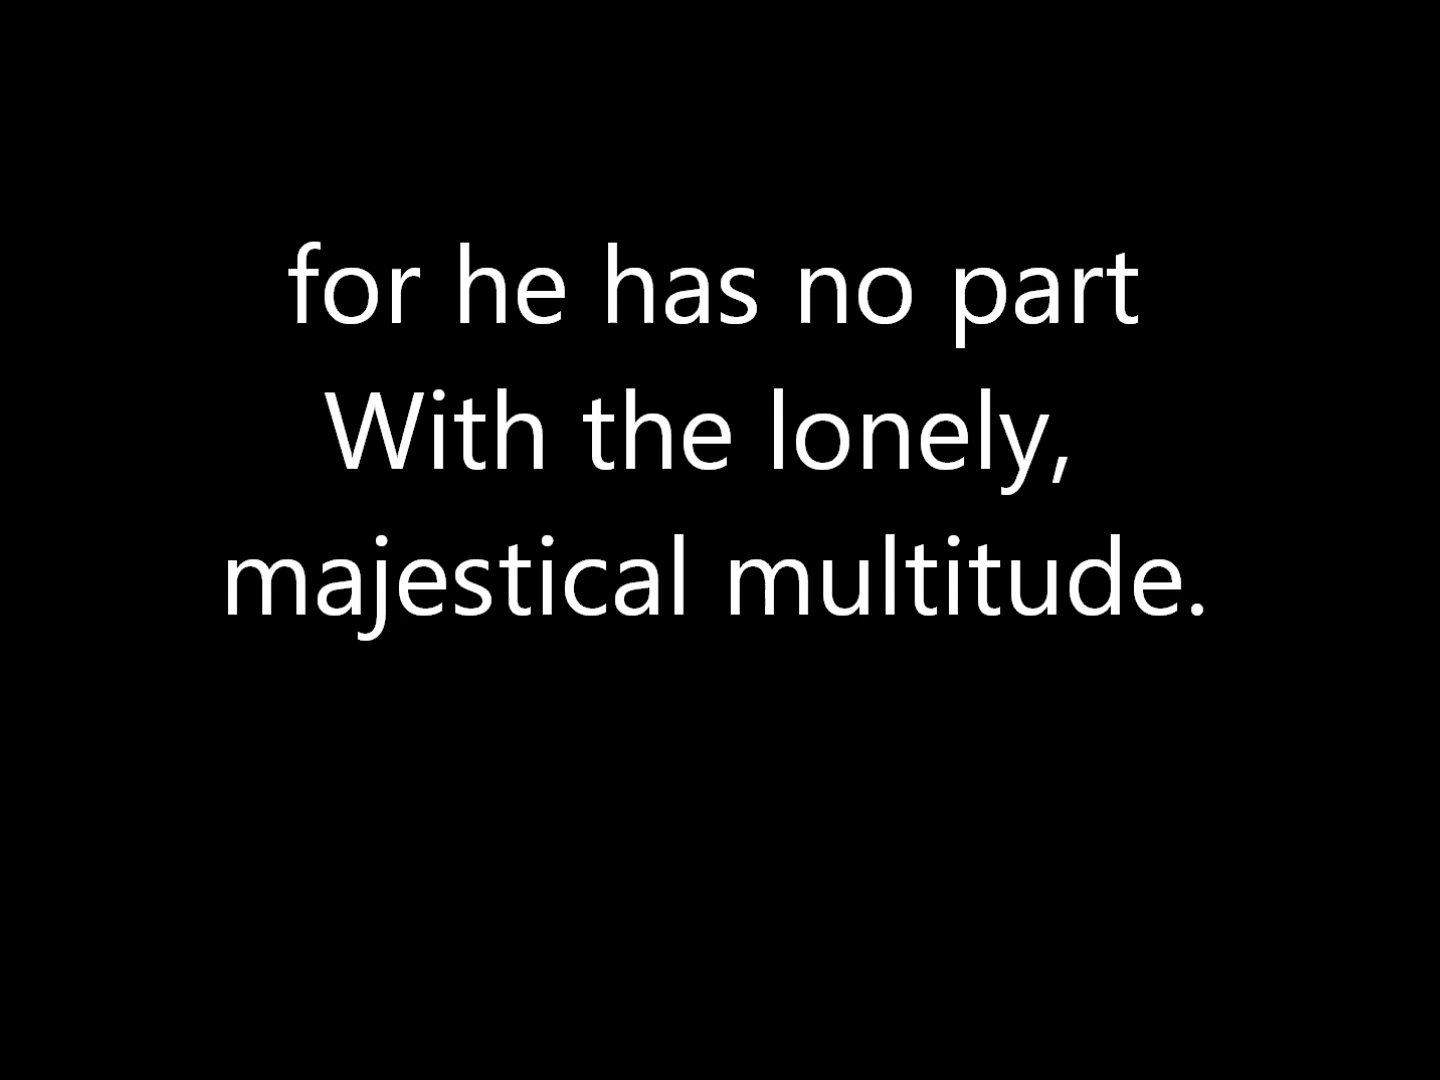 for he has no part
With the lonely,
majestical multitude.